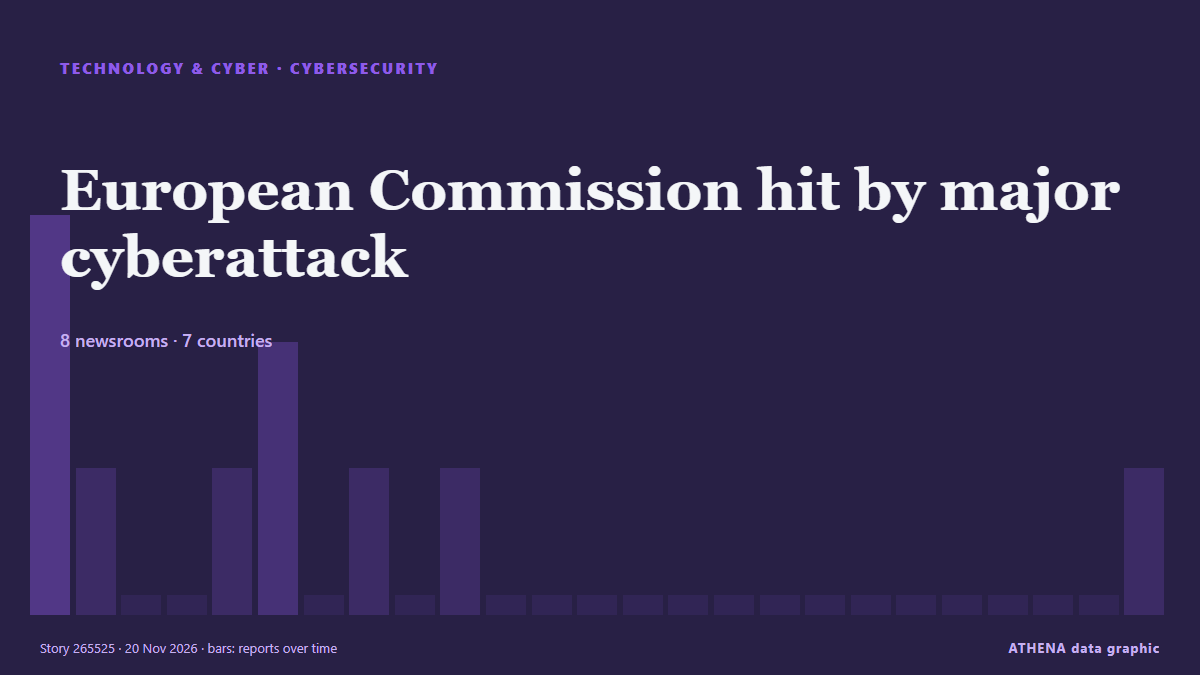 TECHNOLOGY & CYBER · CYBERSECURITY
European Commission hit by major
cyberattack
8 newsrooms · 7 countries
Story 265525 · 20 Nov 2026 · bars: reports over time
ATHENA data graphic